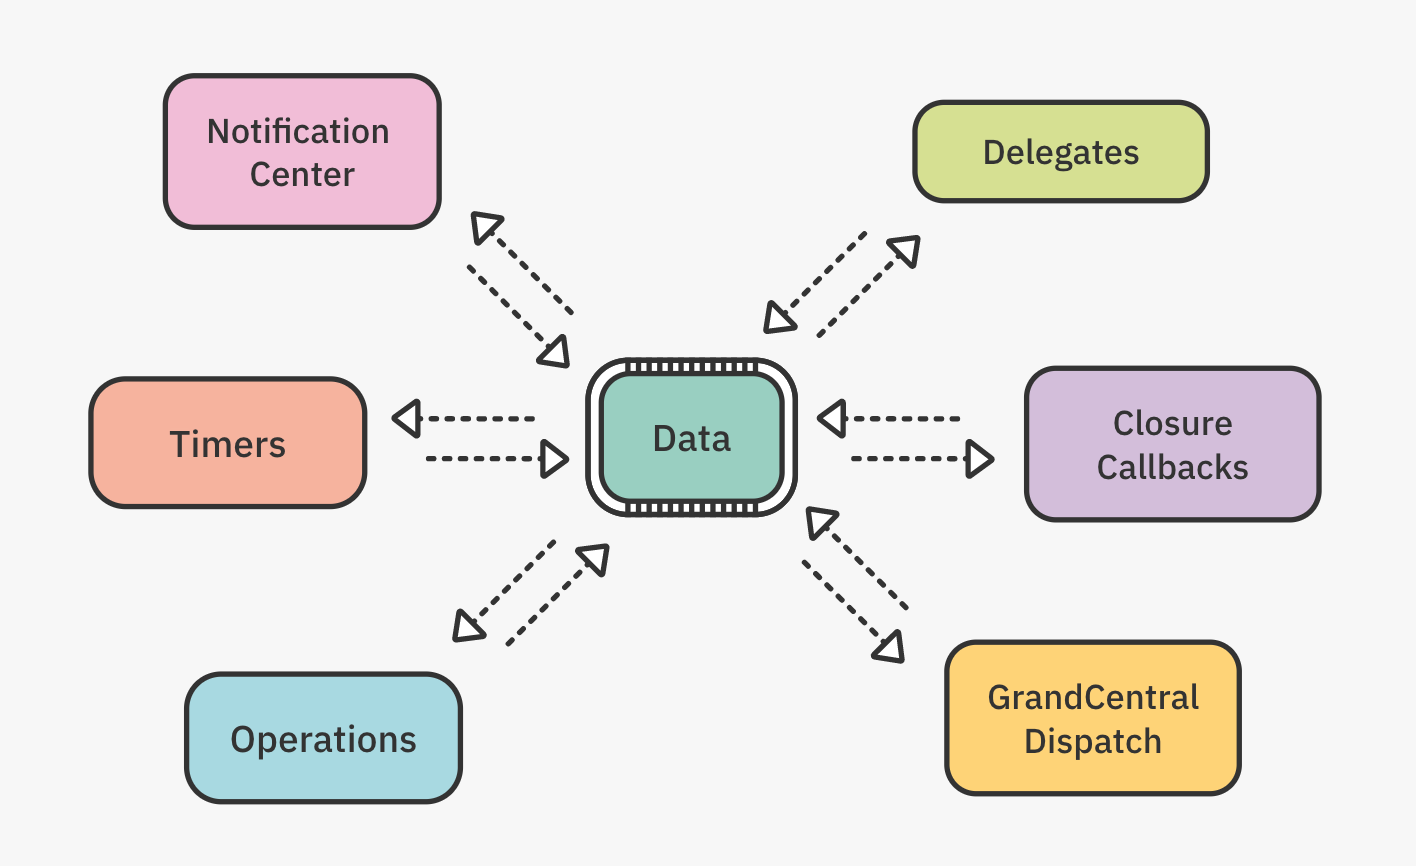 Notification
Center
Delegates
Timers
Data
Closure
Callbacks
Operations
GrandCentral
Dispatch